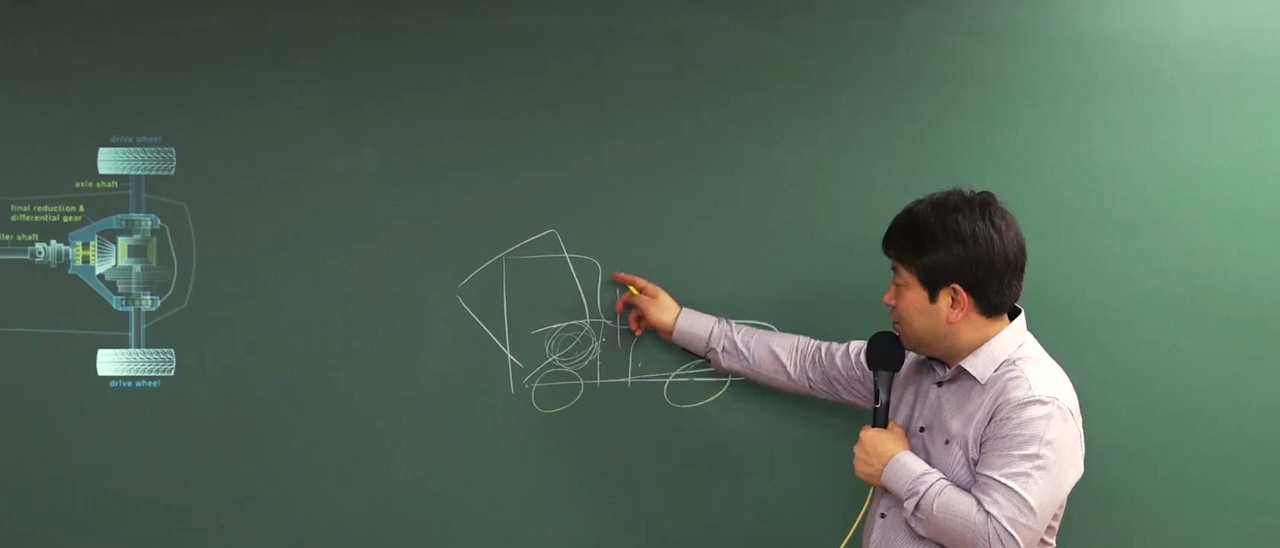 drive wheel
axle shaft
final reduction &
differential gear
ller shaft
drive wheel